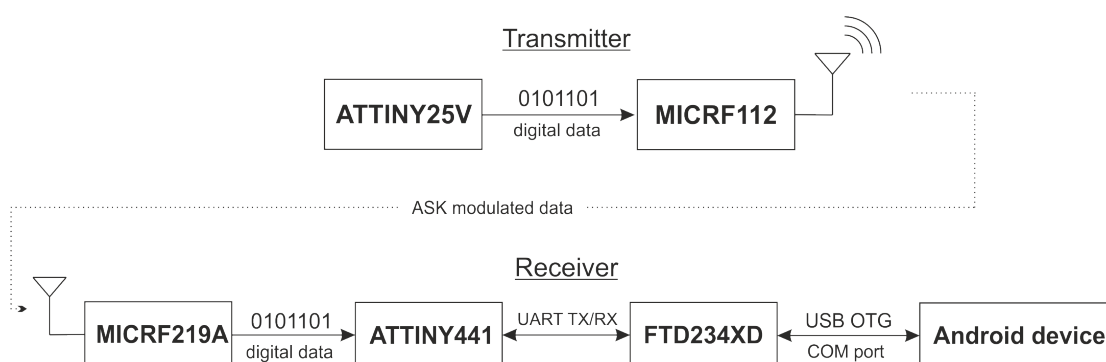 Transmitter
ATTINY25V
0101101
digital data
MICRF112
ASK modulated data
Receiver
MICRF219A
0101101
digital data
ATTINY441
UART TX/RX
FTD234XD
USB OTG
COM port
Android device